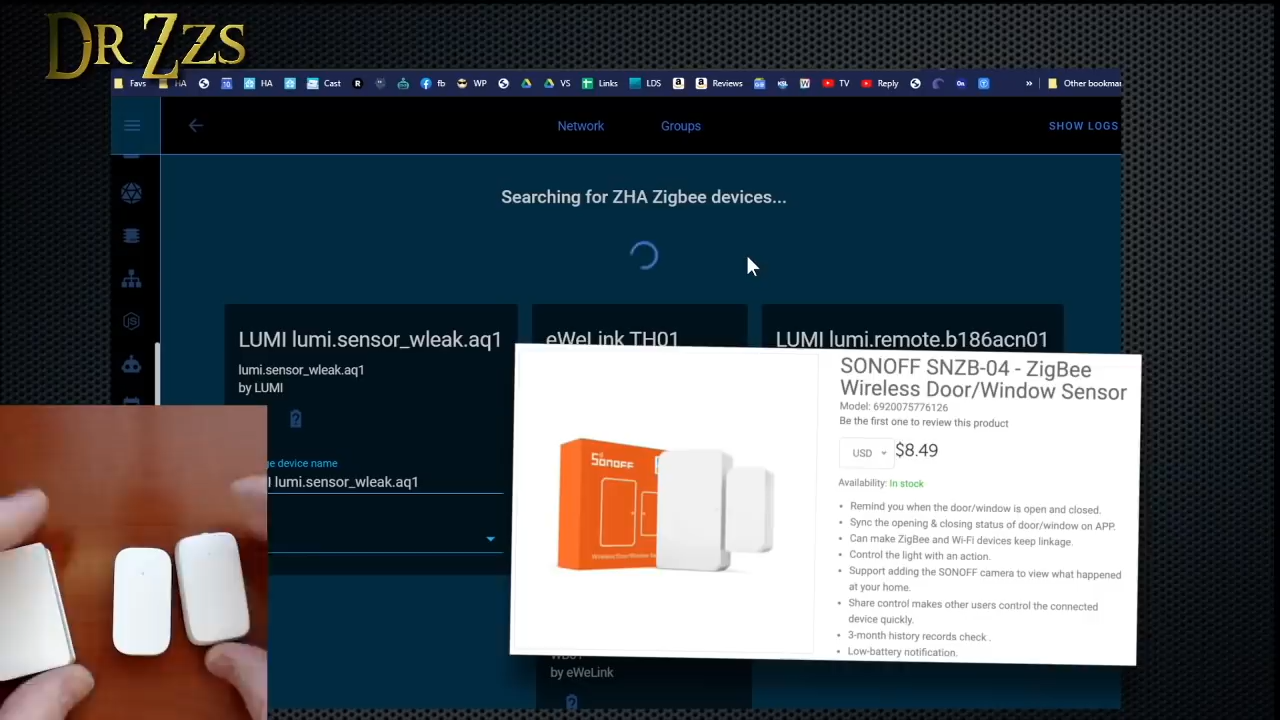 DR ZZS
Favs HA HA Cast R fb WP VS Links LDS a a Reviews W TV Reply On » Other bookmar
Network Groups SHOW LOGS
Searching for ZHA Zigbee devices...
LUMI lumi.sensor_wleak.aq1
lumi.sensor_wleak.aq1
by LUMI
ge device name
lumi.sensor_wleak.aq1
eWeLink TH01
LUMI lumi.remote.b186acn01
by eWeLink
SONOFF
SONOFF SNZB-04 - ZigBee
Wireless Door/Window Sensor
Model: 6920075776126
Be the first one to review this product
USD $8.49
Availability: In stock
• Remind you when the door/window is open and closed.
• Sync the opening & closing status of door/window on APP.
• Can make ZigBee and Wi-Fi devices keep linkage.
• Control the light with an action.
• Support adding the SONOFF camera to view what happened
at your home.
• Share control makes other users control the connected
device quickly.
• 3-month history records check .
• Low-battery notification.